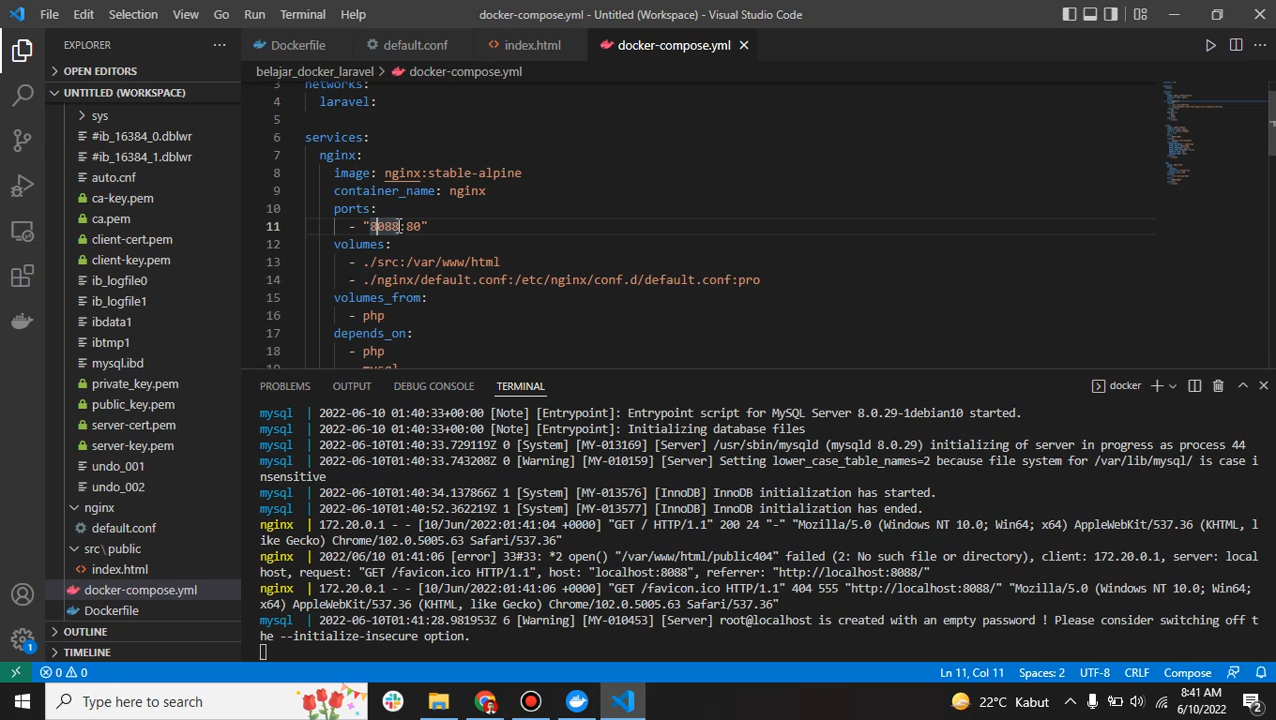 File Edit Selection View Go Run Terminal Help docker-compose.yml - Untitled (Workspace) - Visual Studio Code
EXPLORER
Dockerfile default.conf index.html docker-compose.yml
OPEN EDITORS
belajar_docker_laravel > docker-compose.yml
UNTITLED (WORKSPACE)
sys
#ib_16384_0.dblwr
#ib_16384_1.dblwr
auto.cnf
ca-key.pem
ca.pem
client-cert.pem
client-key.pem
ib_logfile0
ib_logfile1
ibdata1
ibtmp1
mysql.ibd
private_key.pem
public_key.pem
server-cert.pem
server-key.pem
undo_001
undo_002
nginx
default.conf
src\public
index.html
docker-compose.yml
Dockerfile
OUTLINE
TIMELINE
3 networks:
4 laravel:
5
6 services:
7 nginx:
8 image: nginx:stable-alpine
9 container_name: nginx
10 ports:
11 - "8088:80"
12 volumes:
13 - ./src:/var/www/html
14 - ./nginx/default.conf:/etc/nginx/conf.d/default.conf:pro
15 volumes_from:
16 - php
17 depends_on:
18 - php
19 - mysql
PROBLEMS OUTPUT DEBUG CONSOLE TERMINAL docker
mysql | 2022-06-10 01:40:33+00:00 [Note] [Entrypoint]: Entrypoint script for MySQL Server 8.0.29-1debian10 started.
mysql | 2022-06-10 01:40:33+00:00 [Note] [Entrypoint]: Initializing database files
mysql | 2022-06-10T01:40:33.729119Z 0 [System] [MY-013169] [Server] /usr/sbin/mysqld (mysqld 8.0.29) initializing of server in progress as process 44
mysql | 2022-06-10T01:40:33.743208Z 0 [Warning] [MY-010159] [Server] Setting lower_case_table_names=2 because file system for /var/lib/mysql/ is case i
nsensitive
mysql | 2022-06-10T01:40:34.137866Z 1 [System] [MY-013576] [InnoDB] InnoDB initialization has started.
mysql | 2022-06-10T01:40:52.362219Z 1 [System] [MY-013577] [InnoDB] InnoDB initialization has ended.
nginx | 172.20.0.1 - - [10/Jun/2022:01:41:04 +0000] "GET / HTTP/1.1" 200 24 "-" "Mozilla/5.0 (Windows NT 10.0; Win64; x64) AppleWebKit/537.36 (KHTML, l
ike Gecko) Chrome/102.0.5005.63 Safari/537.36"
nginx | 2022/06/10 01:41:06 [error] 33#33: *2 open() "/var/www/html/public404" failed (2: No such file or directory), client: 172.20.0.1, server: local
host, request: "GET /favicon.ico HTTP/1.1", host: "localhost:8088", referrer: "http://localhost:8088/"
nginx | 172.20.0.1 - - [10/Jun/2022:01:41:06 +0000] "GET /favicon.ico HTTP/1.1" 404 555 "http://localhost:8088/" "Mozilla/5.0 (Windows NT 10.0; Win64;
x64) AppleWebKit/537.36 (KHTML, like Gecko) Chrome/102.0.5005.63 Safari/537.36"
mysql | 2022-06-10T01:41:28.981953Z 6 [Warning] [MY-010453] [Server] root@localhost is created with an empty password ! Please consider switching off t
he --initialize-insecure option.
0 0 Ln 11, Col 11 Spaces: 2 UTF-8 CRLF Compose
Type here to search
22°C Kabut
8:41 AM
6/10/2022
1
2